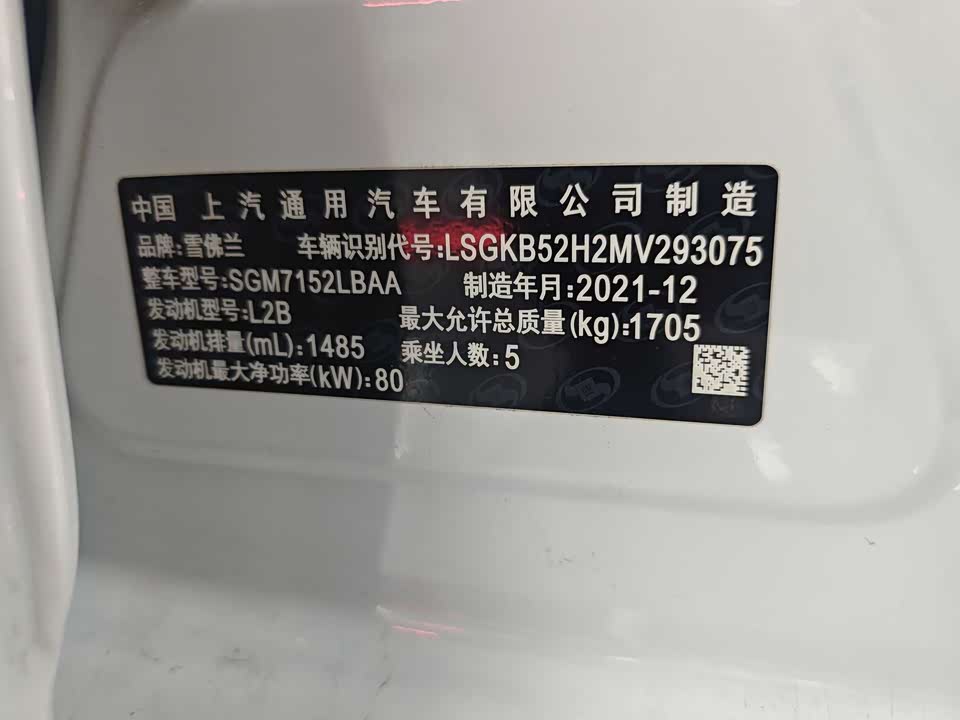 中国 上汽通用汽车有限公司制造
品牌:雪佛兰 车辆识别代号:LSGKB52H2MV293075
整车型号:SGM7152LBAA 制造年月:2021-12
发动机型号:L2B 最大允许总质量(kg):1705
发动机排量(mL):1485 乘坐人数:5
发动机最大净功率(kW):80